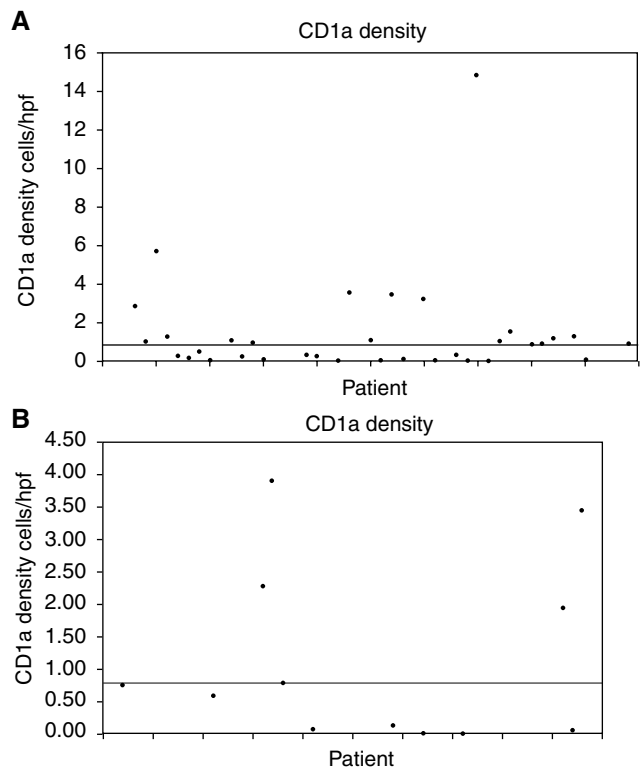 A
CD1a density
16
14
12
10
8
6
4
2
0
CD1a density cells/hpf
Patient
B
CD1a density
4.50
4.00
3.50
3.00
2.50
2.00
1.50
1.00
0.50
0.00
CD1a density cells/hpf
Patient